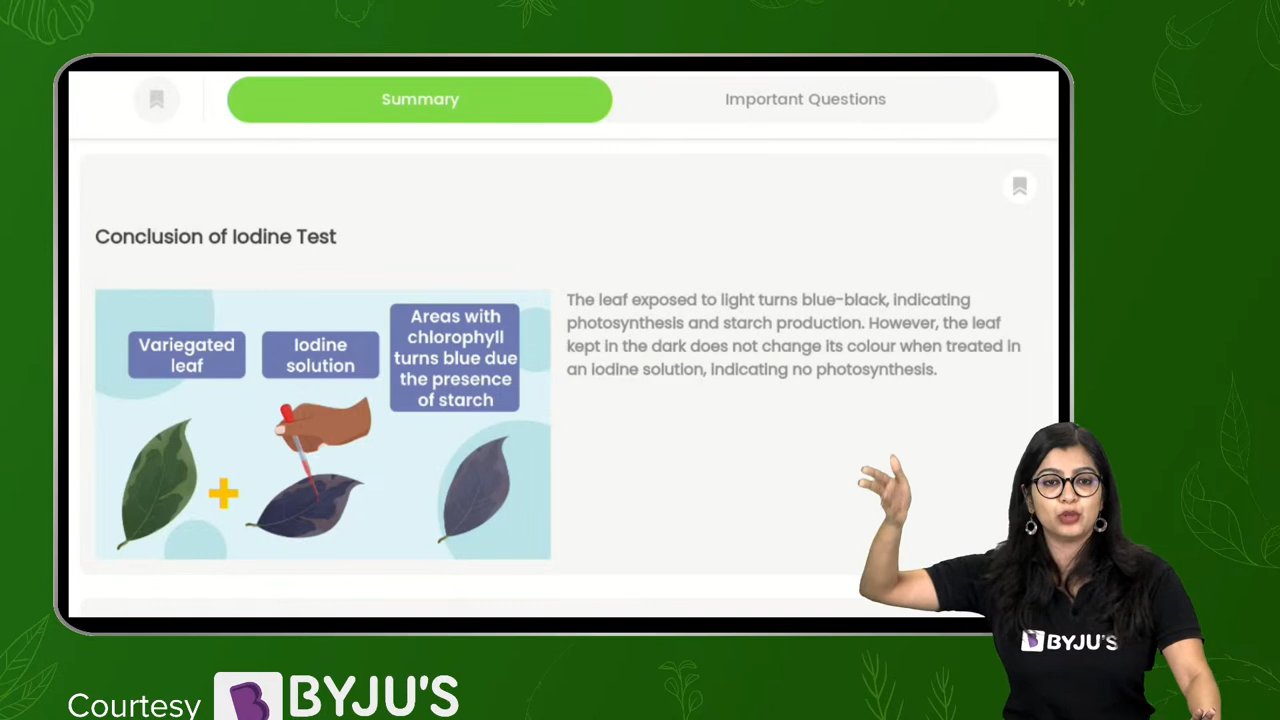 Summary
Important Questions
Conclusion of Iodine Test
Variegated
leaf
Iodine
solution
Areas with
chlorophyll
turns blue due
the presence
of starch
The leaf exposed to light turns blue-black, indicating
photosynthesis and starch production. However, the leaf
kept in the dark does not change its colour when treated in
an iodine solution, indicating no photosynthesis.
BYJU'S
Courtesy BYJU'S